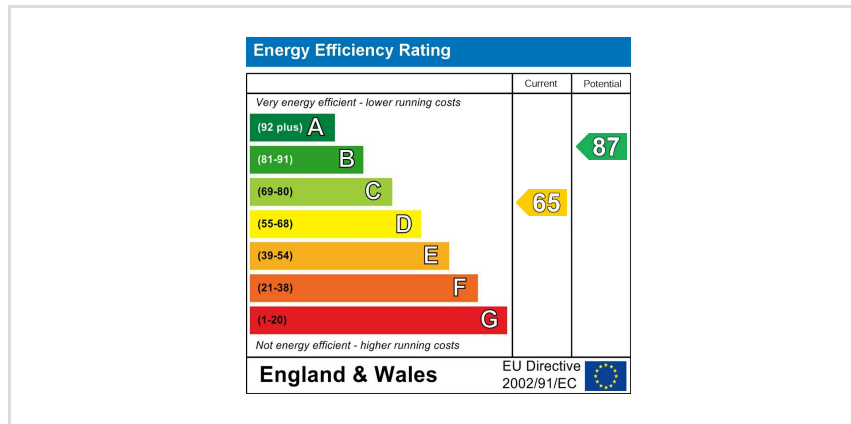 Energy Efficiency Rating
Current Potential
Very energy efficient - lower running costs
(92 plus) A
(81-91) B
87
(69-80) C
65
(55-68) D
(39-54) E
(21-38) F
(1-20) G
Not energy efficient - higher running costs
England & Wales
EU Directive
2002/91/EC